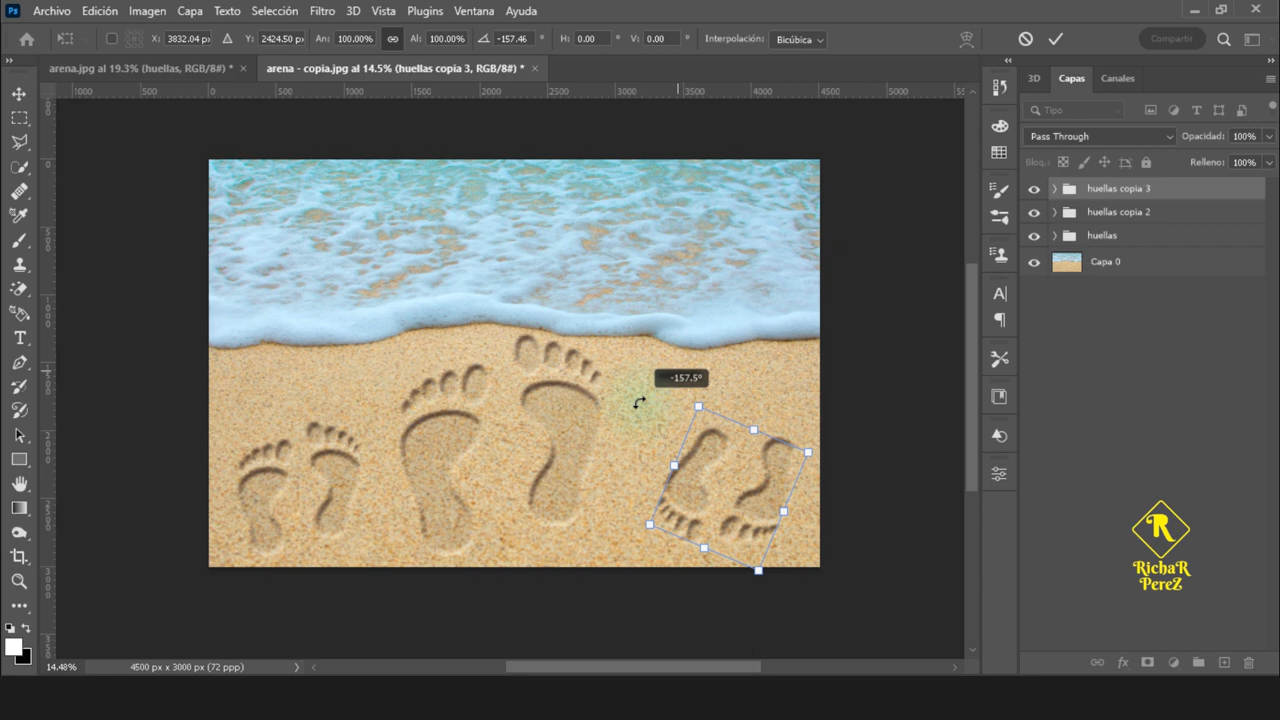 Ps Archivo Edición Imagen Capa Texto Selección Filtro 3D Vista Plugins Ventana Ayuda
X: 3832.04 px Y: 2424.50 px An: 100.00% Al: 100.00% -157.46 ° H: 0.00 ° V: 0.00 ° Interpolación: Bicúbica Compartir
arena.jpg al 19.3% (huellas, RGB/8#) * × arena - copia.jpg al 14.5% (huellas copia 3, RGB/8#) * ×
3D Capas Canales
1000 500 0 500 1000 1500 2000 2500 3000 3500 4000 4500 5000
Tipo
Pass Through Opacidad: 100%
Bloq.: Relleno: 100%
huellas copia 3
huellas copia 2
huellas
Capa 0
-157.5°
RichaR
PereZ
14.48% 4500 px x 3000 px (72 ppp)